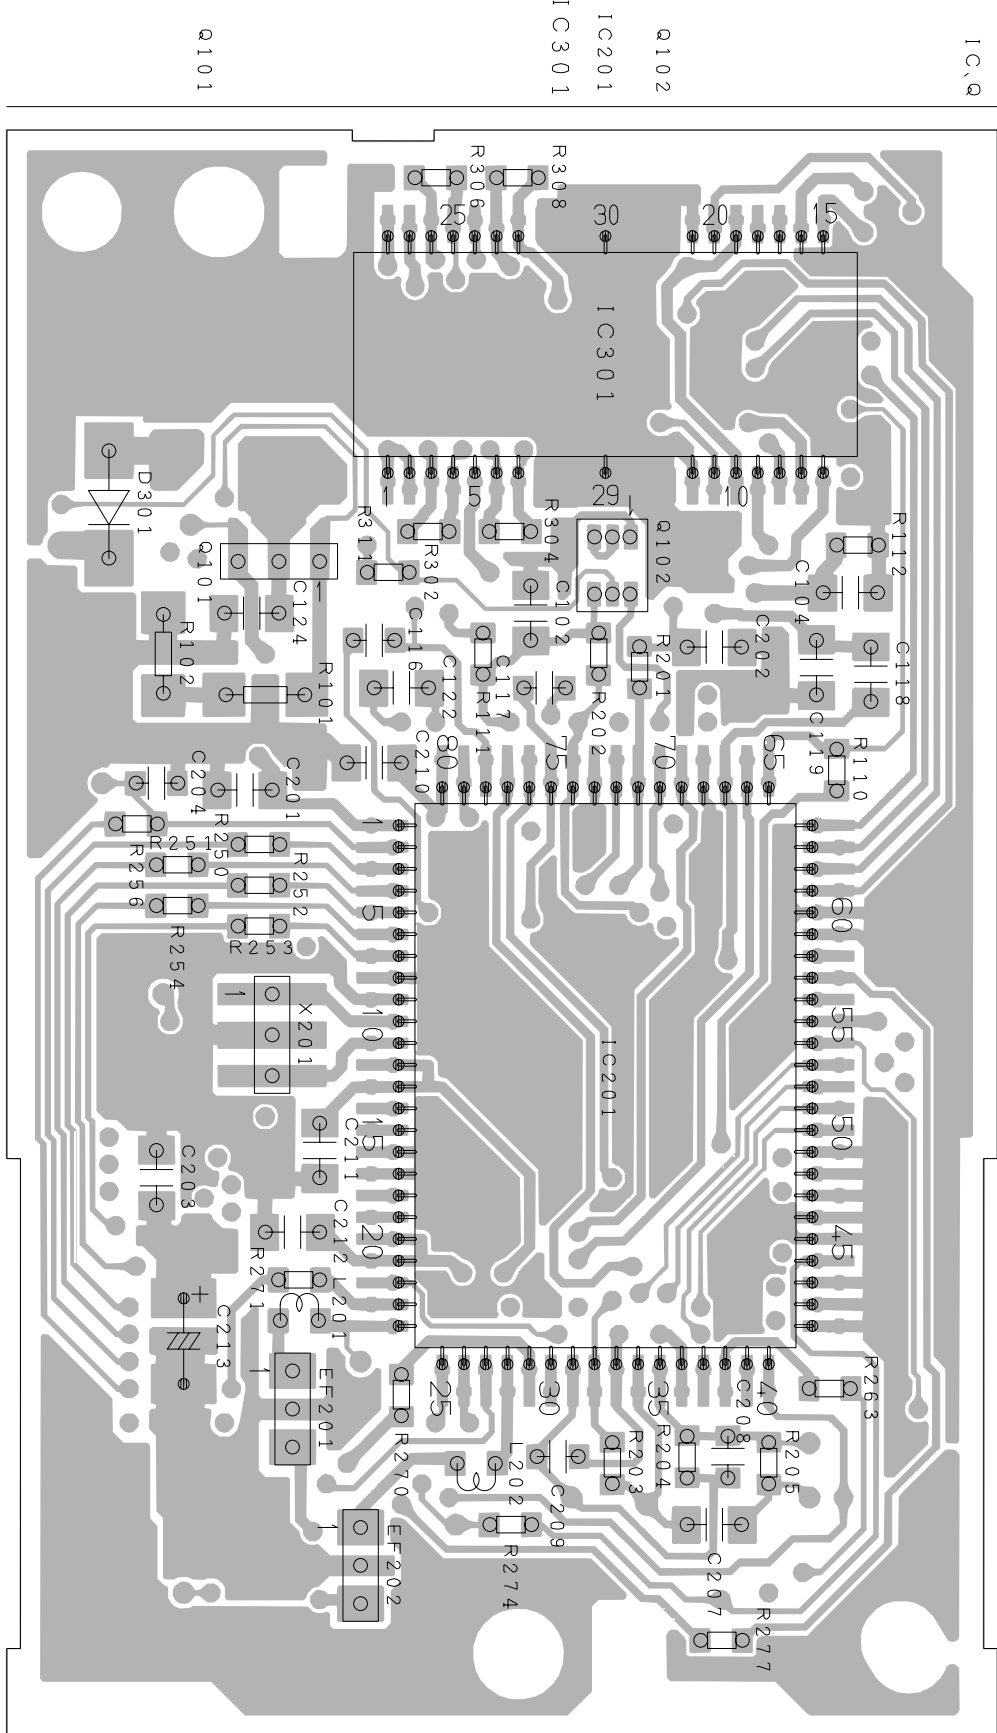 IC,Q
Q102
IC201
IC301
Q101
R306
R308
25
30
20
15
IC301
1
5
29
10
D301
Q101
1
C124
R102
R101
R311
R302
R304
C102
Q102
C104
R112
C116
C122
C117
R111
R202
R201
C202
C118
C119
R110
C204
C201
C210
80
75
70
65
R251
R250
R256
R252
R254
R253
1
5
10
15
20
60
55
50
45
1
X201
IC201
C203
C211
C212
R271
L201
C213
+
1
EF201
25
30
35
40
R270
L202
C209
R203
R204
C208
R205
R263
1
EF202
R274
C207
R277